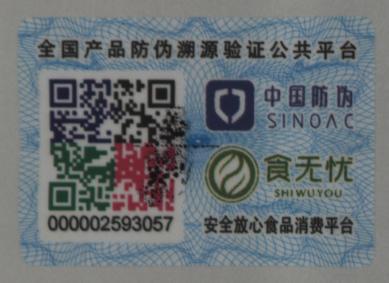 全国产品防伪溯源验证公共平台
中国防伪
SINOAC
食无忧
SHIWUYOU
000002593057
安全放心食品消费平台